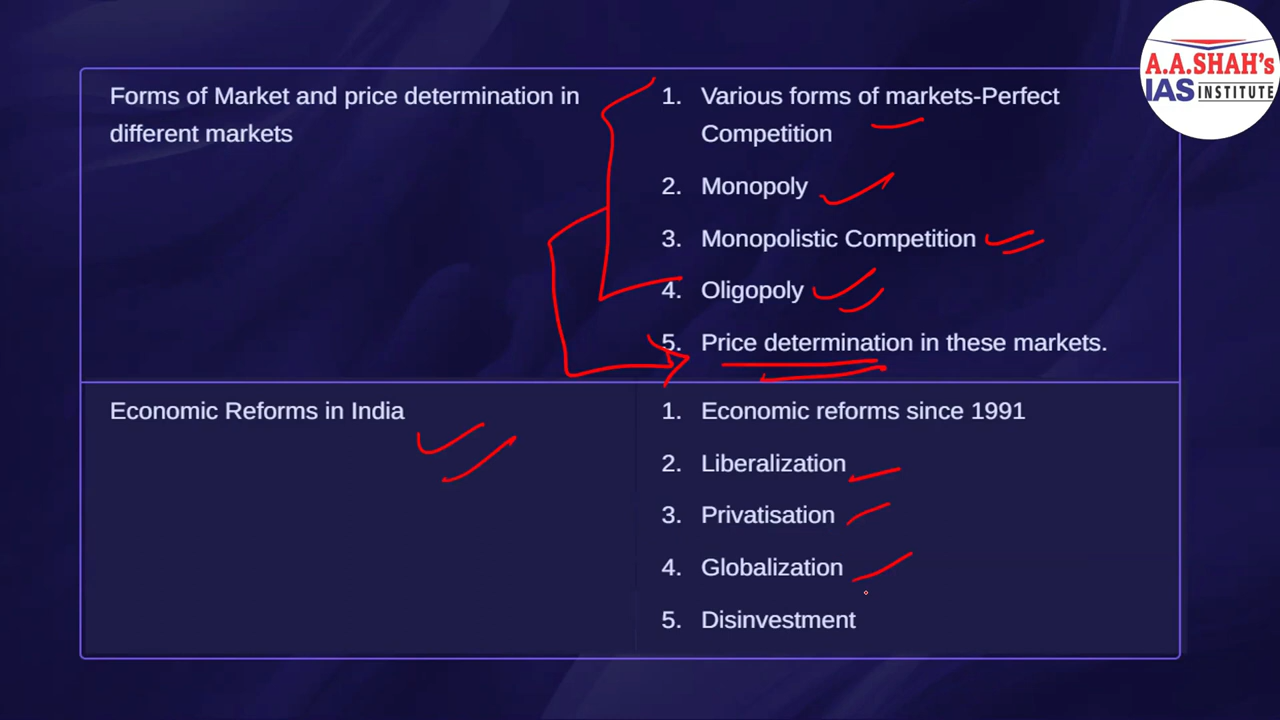 A.A.SHAH's
IAS INSTITUTE
Forms of Market and price determination in
different markets
1. Various forms of markets-Perfect
Competition
2. Monopoly
3. Monopolistic Competition
4. Oligopoly
5. Price determination in these markets.
Economic Reforms in India
1. Economic reforms since 1991
2. Liberalization
3. Privatisation
4. Globalization
5. Disinvestment